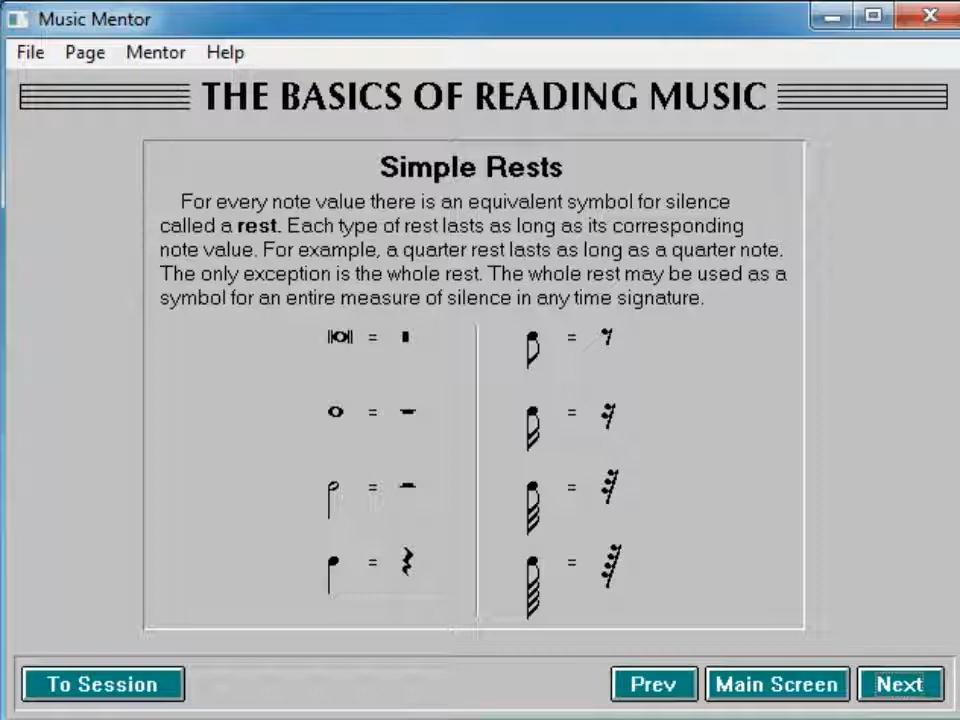 Music Mentor
File Page Mentor Help
THE BASICS OF READING MUSIC
Simple Rests
For every note value there is an equivalent symbol for silence
called a rest. Each type of rest lasts as long as its corresponding
note value. For example, a quarter rest lasts as long as a quarter note.
The only exception is the whole rest. The whole rest may be used as a
symbol for an entire measure of silence in any time signature.
= =
= =
= =
= =
To Session Prev Main Screen Next